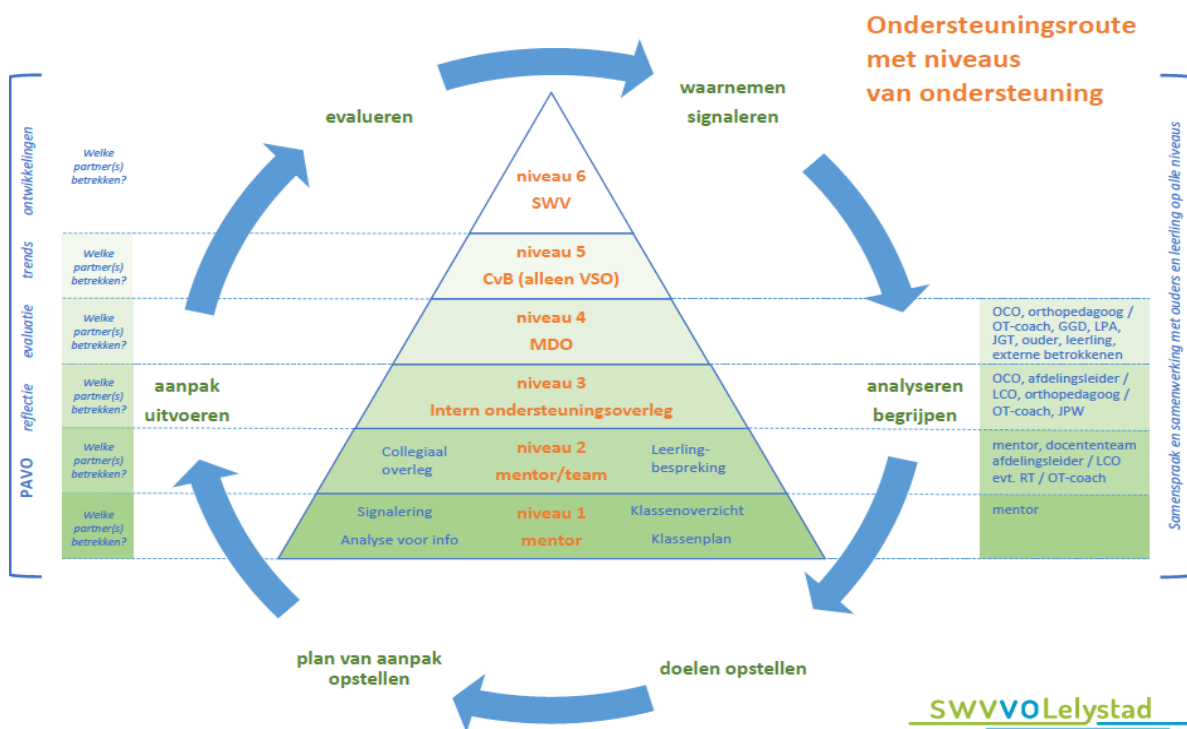 Ondersteuningsroute
met niveaus
van ondersteuning
evalueren
waarnemen
signaleren
analyseren
begrijpen
doelen opstellen
plan van aanpak
opstellen
aanpak
uitvoeren
PAVO reflectie evaluatie trends ontwikkelingen
Welke
partner(s)
betrekken?
Welke
partner(s)
betrekken?
Welke
partner(s)
betrekken?
Welke
partner(s)
betrekken?
Welke
partner(s)
betrekken?
Welke
partner(s)
betrekken?
niveau 6
SWV
niveau 5
CvB (alleen VSO)
niveau 4
MDO
niveau 3
Intern ondersteuningsoverleg
Collegiaal
overleg
niveau 2
mentor/team
Leerling-
bespreking
Signalering
Analyse voor info
niveau 1
mentor
Klassenoverzicht
Klassenplan
OCO, orthopedagoog /
OT-coach, GGD, LPA,
JGT, ouder, leerling,
externe betrokkenen
OCO, afdelingsleider /
LCO, orthopedagoog /
OT-coach, JPW
mentor, docententeam
afdelingsleider / LCO
evt. RT / OT-coach
mentor
Samenspraak en samenwerking met ouders en leerling op alle niveaus
SWVVOLelystad